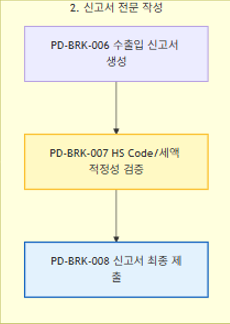 2. 신고서 전문 작성
PD-BRK-006 수출입 신고서
생성
PD-BRK-007 HS Code/세액
적정성 검증
PD-BRK-008 신고서 최종 제
출